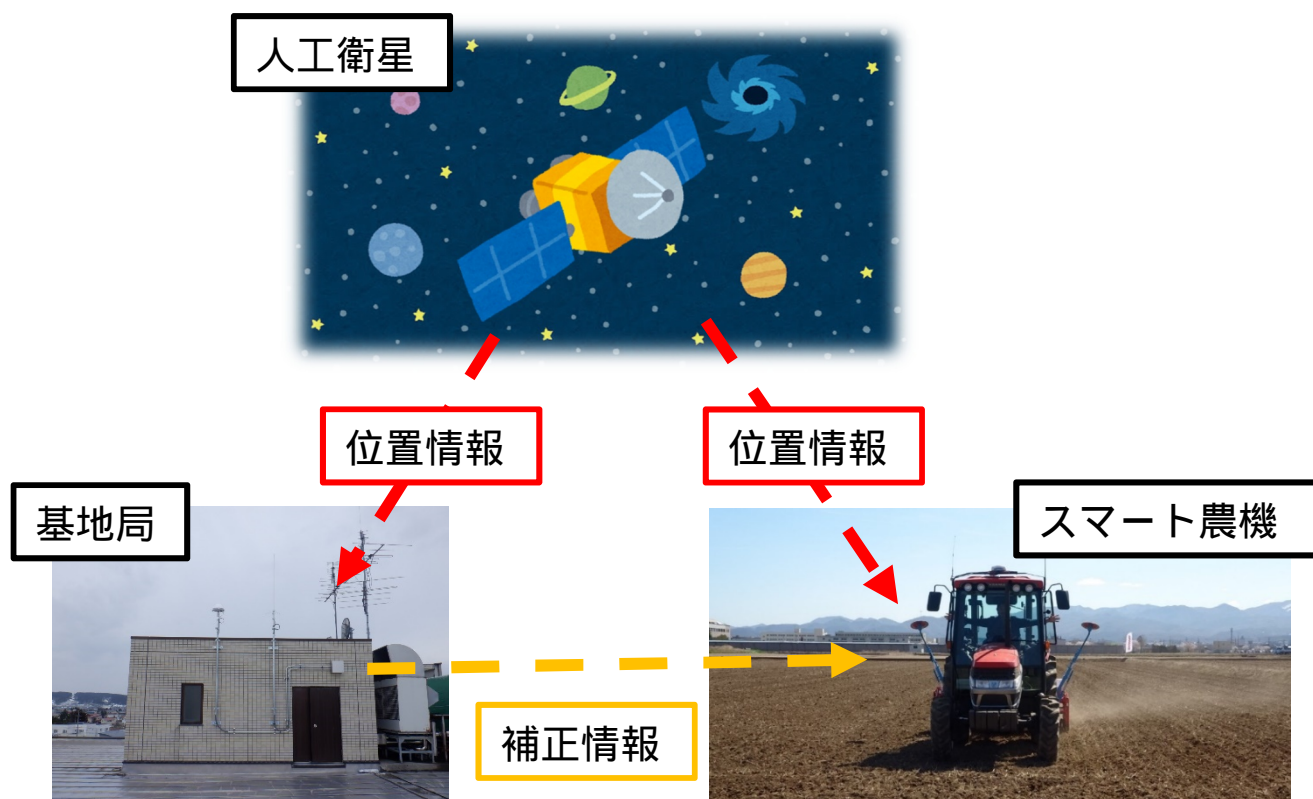 人工衛星
位置情報
位置情報
基地局
スマート農機
補正情報